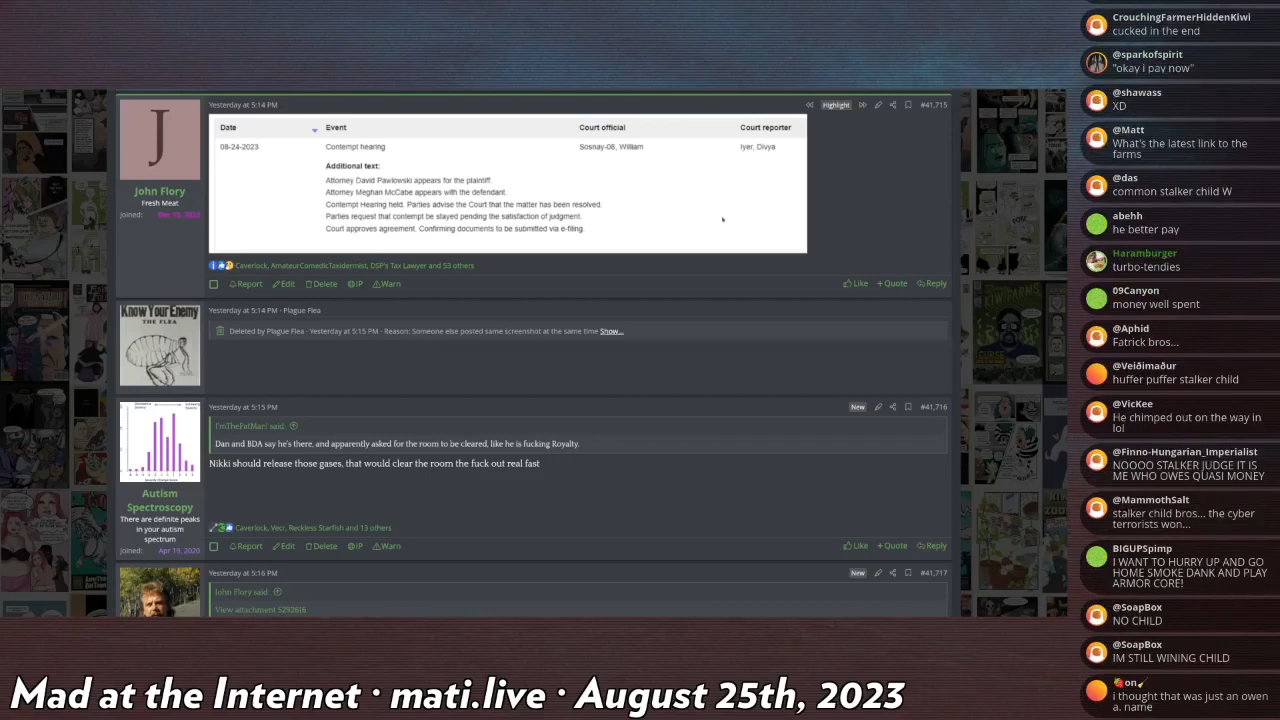 Yesterday at 5:14 PM
Highlight
#41,715
J
John Flory
Fresh Meat
Joined:
Date Event Court official Court reporter
08-24-2023 Contempt hearing Sosnay-08, William Iyer, Divya
Additional text:
Attorney David Pawlowski appears for the plaintiff.
Attorney Meghan McCabe appears with the defendant.
Contempt Hearing held. Parties advise the Court that the matter has been resolved.
Parties request that contempt be stayed pending the satisfaction of judgment.
Court approves agreement. Confirming documents to be submitted via e-filing.
Caverlock, AmateurComedicTaxidermist, DSP's Tax Lawyer and 53 others
Report Edit Delete IP Warn
Like + Quote Reply
Yesterday at 5:14 PM · Plague Flea
Know Your Enemy
THE FLEA
Deleted by Plague Flea · Yesterday at 5:15 PM · Reason: Someone else posted same screenshot at the same time Show...
Yesterday at 5:15 PM
New
#41,716
I'mTheFatMan! said:
Dan and BDA say he's there, and apparently asked for the room to be cleared, like he is fucking Royalty.
Nikki should release those gases, that would clear the room the fuck out real fast
Autism
Spectroscopy
There are definite peaks
in your autism
spectrum
Joined: Apr 19, 2020
Caverlock, Vecr, Reckless Starfish and 13 others
Report Edit Delete IP Warn
Like + Quote Reply
Yesterday at 5:16 PM
New
#41,717
John Flory said:
View attachment 5292616
CrouchingFarmerHiddenKiwi
cucked in the end
@sparkofspirit
"okay i pay now"
@shawass
XD
@Matt
What's the latest link to the
farms
@das
common stalker child W
abehh
he better pay
Haramburger
turbo-tendies
09Canyon
money well spent
@Aphid
Fatrick bros...
@Veiðimaður
huffer puffer stalker child
@VicKee
He chimped out on the way in
lol
@Finno-Hungarian_Imperialist
NOOOO STALKER JUDGE IT IS
ME WHO OWES QUASI MONEY
@MammothSalt
stalker child bros... the cyber
terrorists won...
BIGUPSpimp
I WANT TO HURRY UP AND GO
HOME SMOKE DANK AND PLAY
ARMOR CORE!
@SoapBox
NO CHILD
@SoapBox
IM STILL WINING CHILD
on
i thought that was just an owen
a. name
Mad at the Internet · mati.live · August 25th, 2023